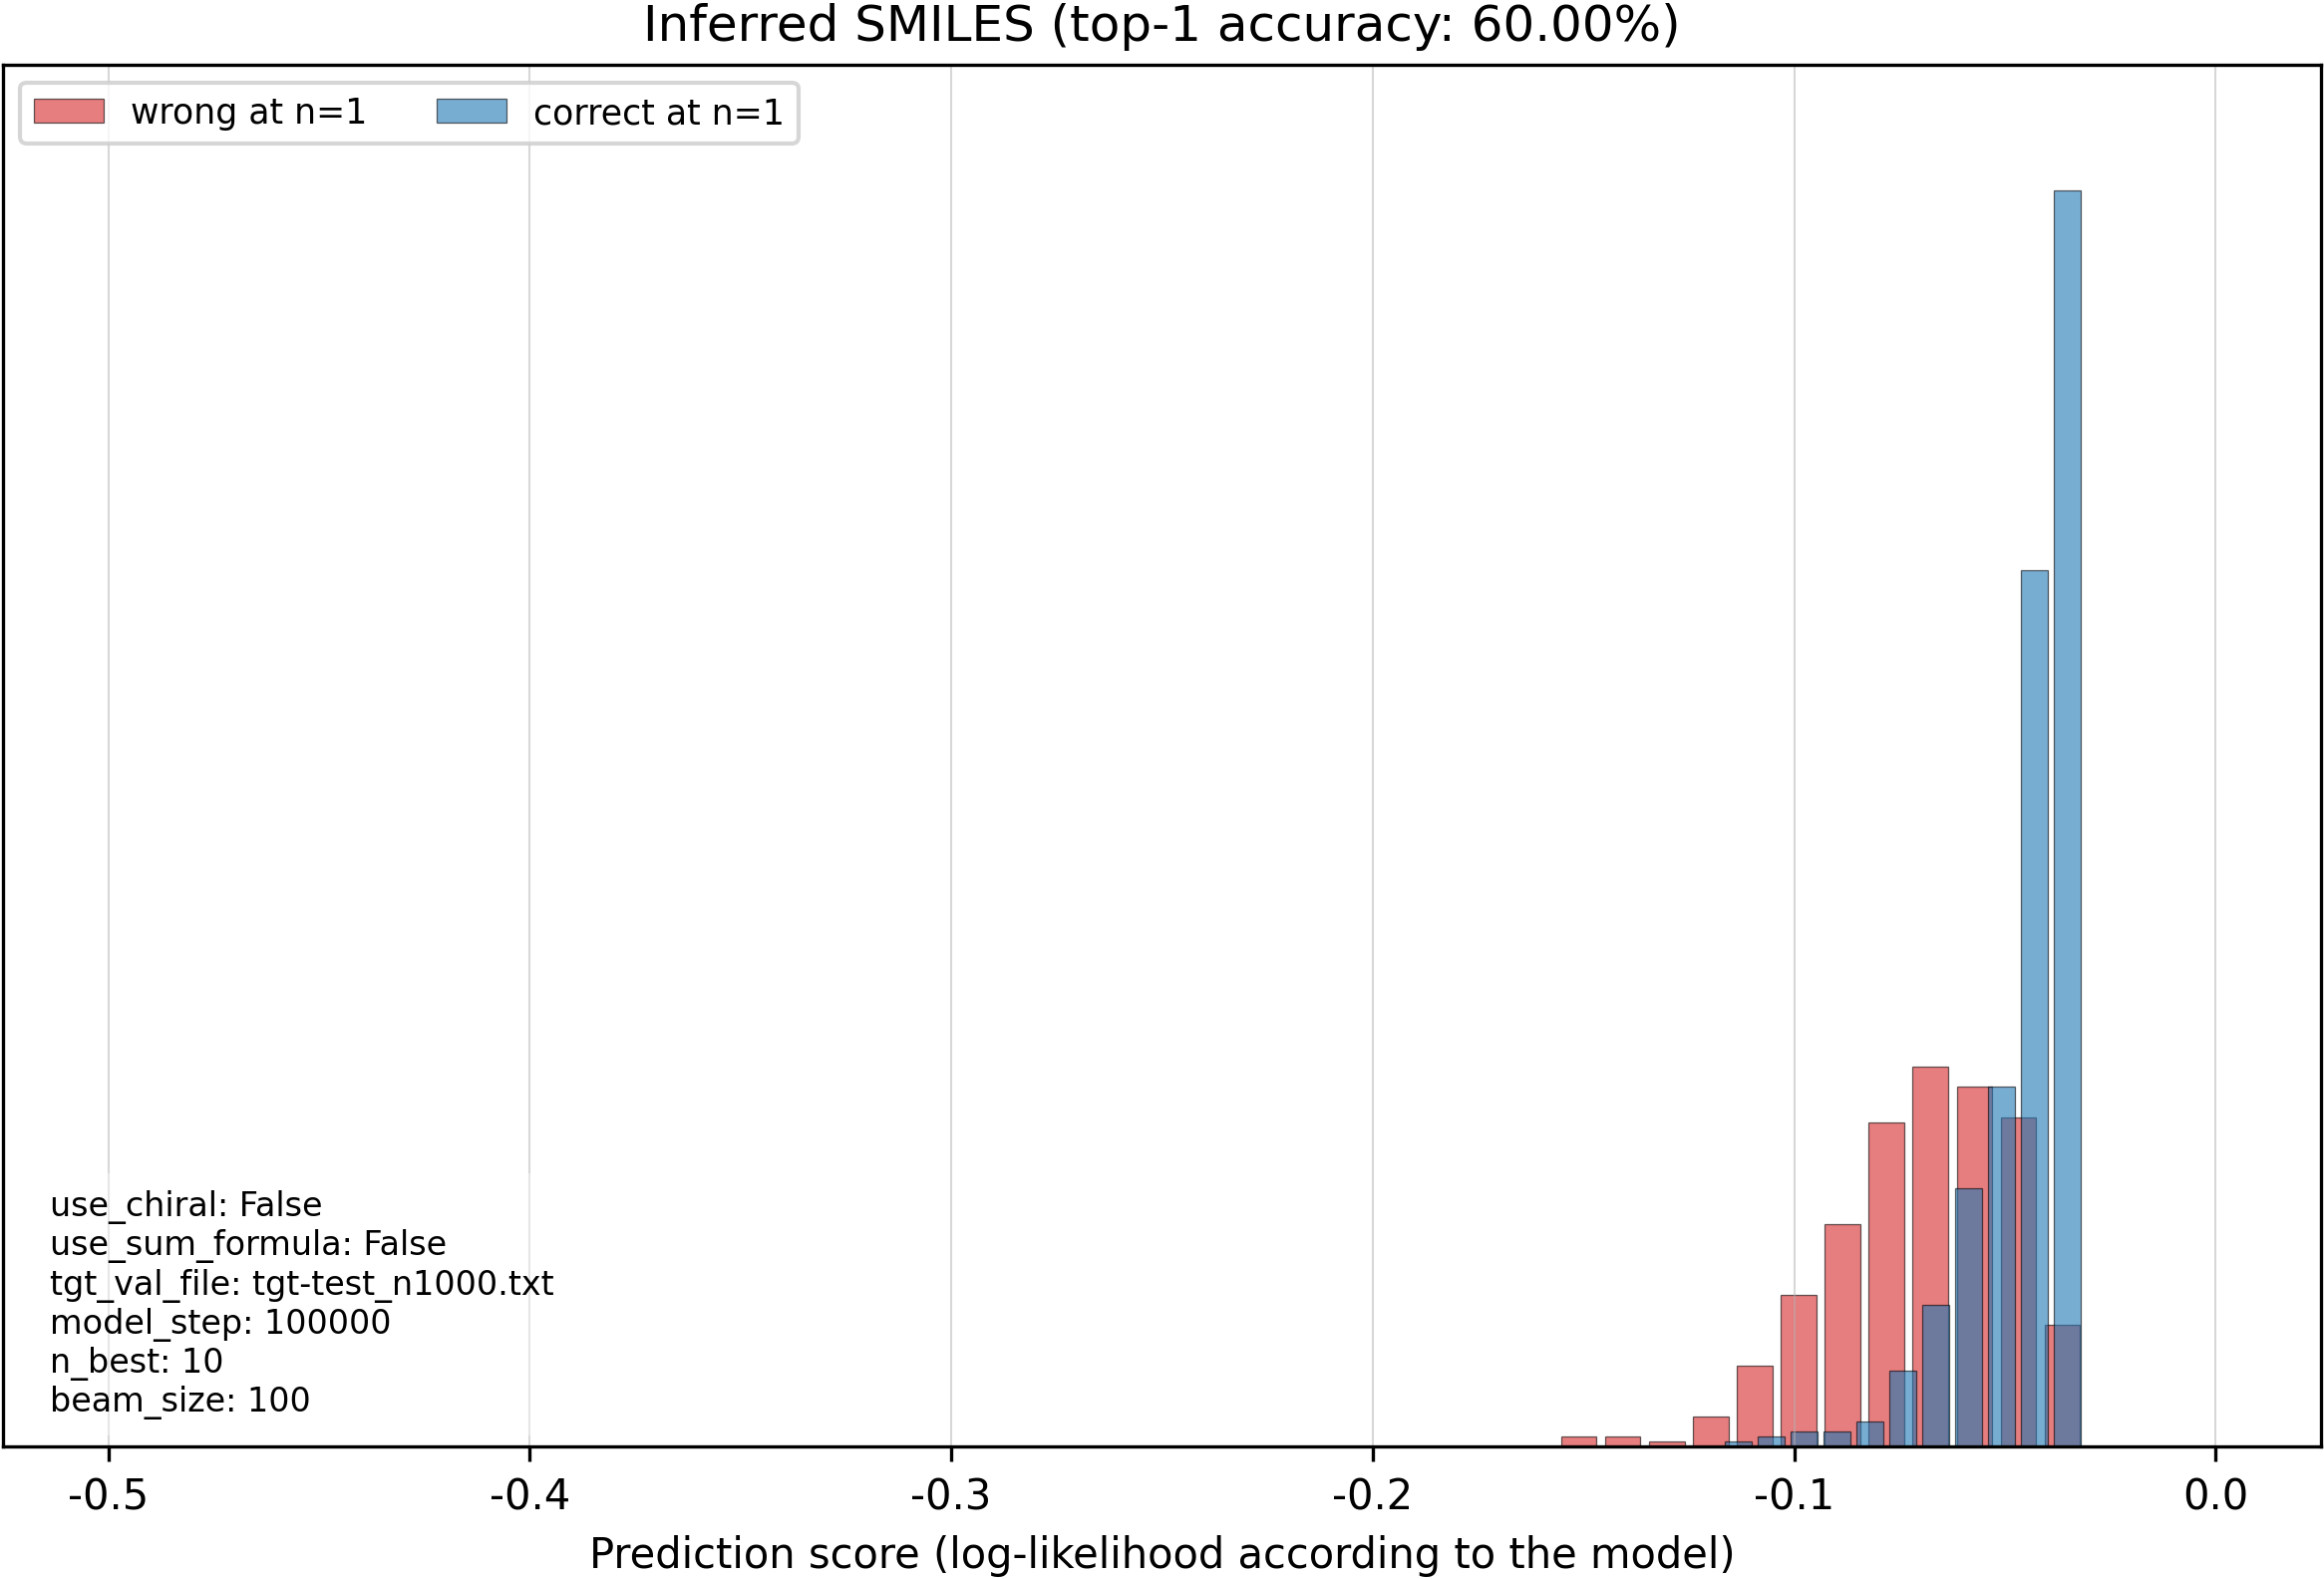 Inferred SMILES (top-1 accuracy: 60.00%)
wrong at n=1 correct at n=1
use_chiral: False
use_sum_formula: False
tgt_val_file: tgt-test_n1000.txt
model_step: 100000
n_best: 10
beam_size: 100
-0.5 -0.4 -0.3 -0.2 -0.1 0.0
Prediction score (log-likelihood according to the model)